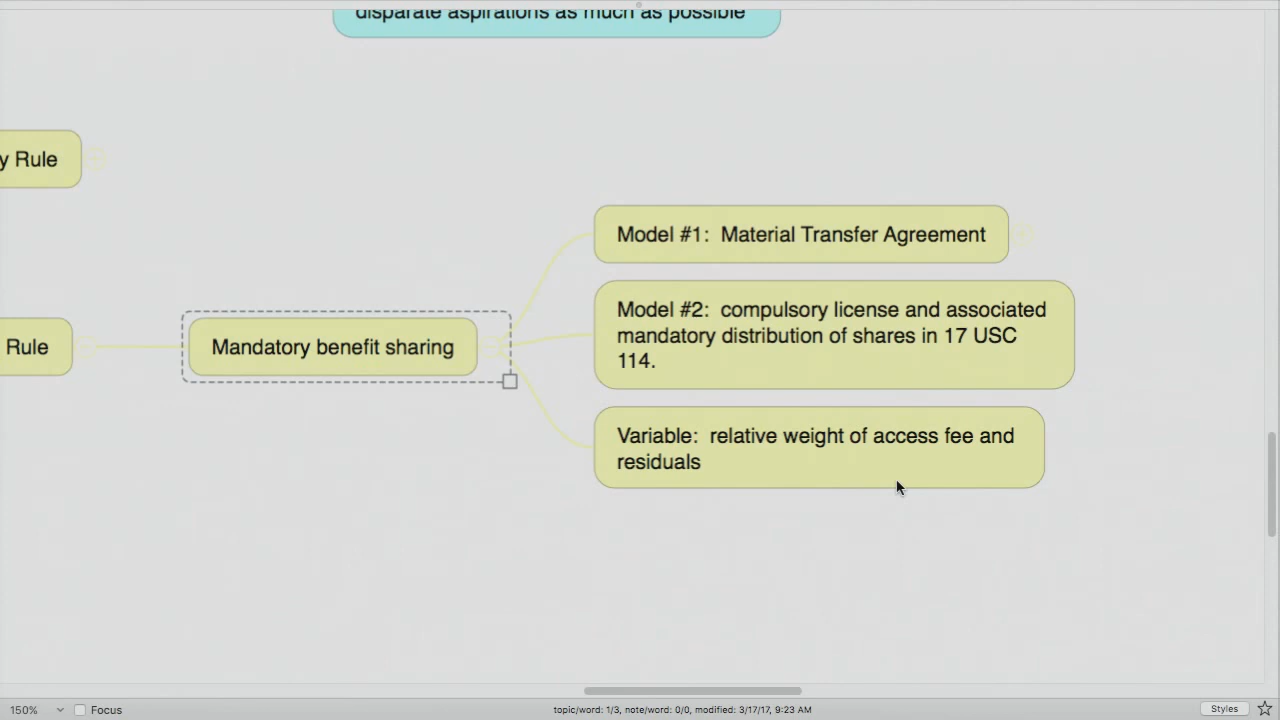 disparate aspirations as much as possible
y Rule
Model #1:  Material Transfer Agreement
Model #2:  compulsory license and associated
mandatory distribution of shares in 17 USC
114.
Rule
Mandatory benefit sharing
Variable:  relative weight of access fee and
residuals
150%
Focus
topic/word: 1/3, note/word: 0/0, modified: 3/17/17, 9:23 AM
Styles